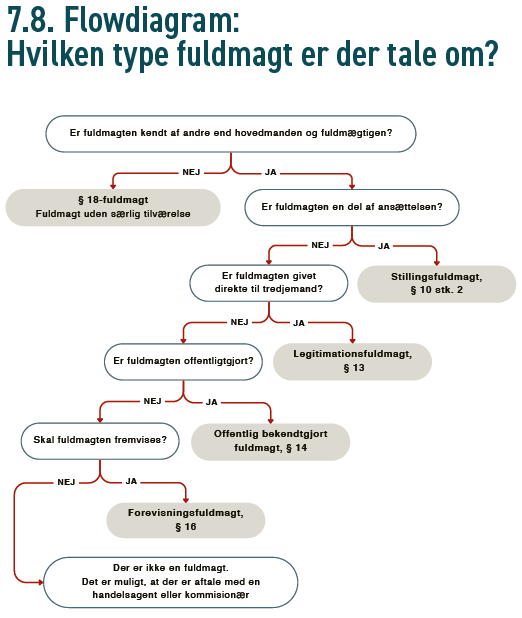 7.8. Flowdiagram:
Hvilken type fuldmagt er der tale om?
Er fuldmagten kendt af andre end hovedmanden og fuldmægtigen?
NEJ
JA
§ 18-fuldmagt
Fuldmagt uden særlig tilværelse
Er fuldmagten en del af ansættelsen?
NEJ
JA
Er fuldmagten givet
direkte til tredjemand?
Stillingsfuldmagt,
§ 10 stk. 2
NEJ
JA
Er fuldmagten offentligtgjort?
Legitimationsfuldmagt,
§ 13
NEJ
JA
Skal fuldmagten fremvises?
Offentlig bekendtgjort
fuldmagt, § 14
NEJ
JA
Forevisningsfuldmagt,
§ 16
Der er ikke en fuldmagt.
Det er muligt, at der er aftale med en
handelsagent eller kommisionær